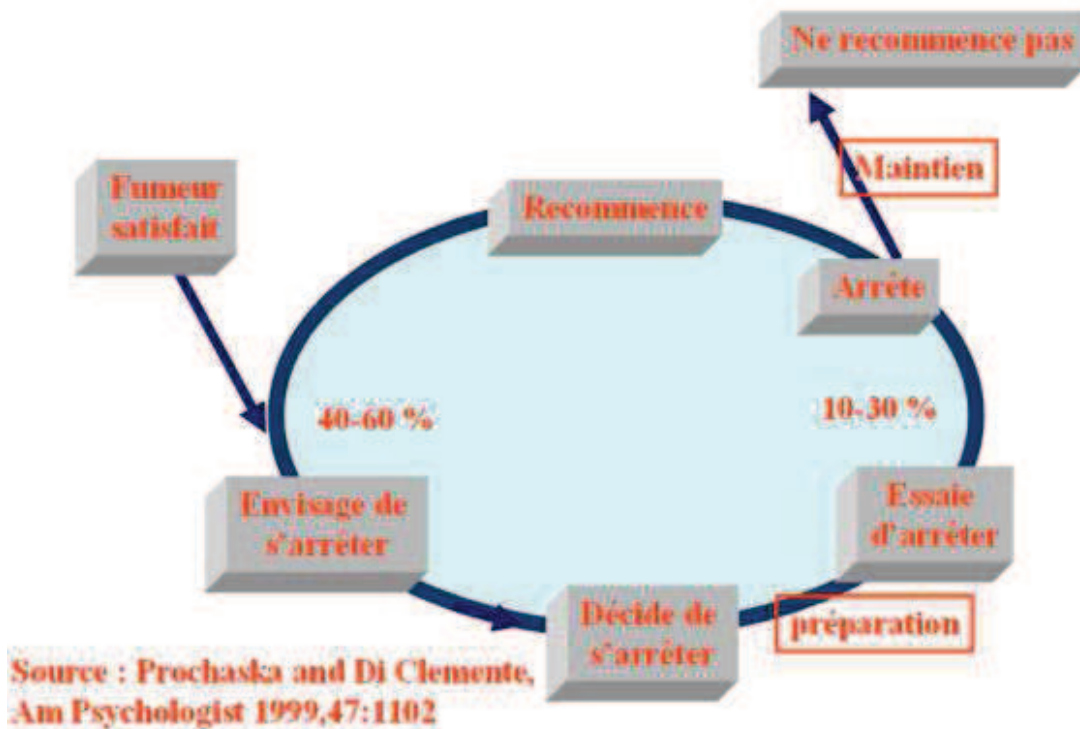 Ne recommence pas
Maintien
Fumeur
satisfait
Recommence
Arrête
40-60 %
10-30 %
Envisage de
s'arrêter
Essaie
d'arrêter
Décide de
s'arrêter
préparation
Source : Prochaska and Di Clemente,
Am Psychologist 1999,47:1102